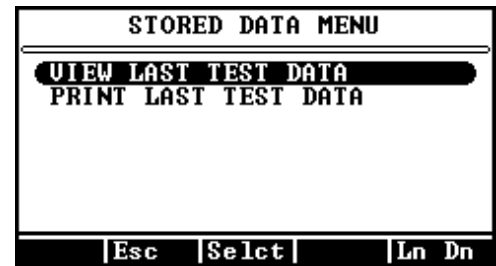 STORED DATA MENU
VIEW LAST TEST DATA
PRINT LAST TEST DATA
Esc Selct Ln Dn